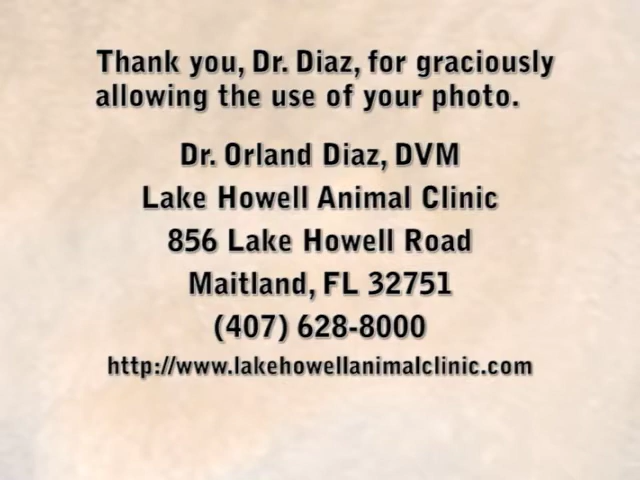 Thank you, Dr. Diaz, for graciously
allowing the use of your photo.
Dr. Orland Diaz, DVM
Lake Howell Animal Clinic
856 Lake Howell Road
Maitland, FL 32751
(407) 628-8000
http://www.lakehowellanimalclinic.com